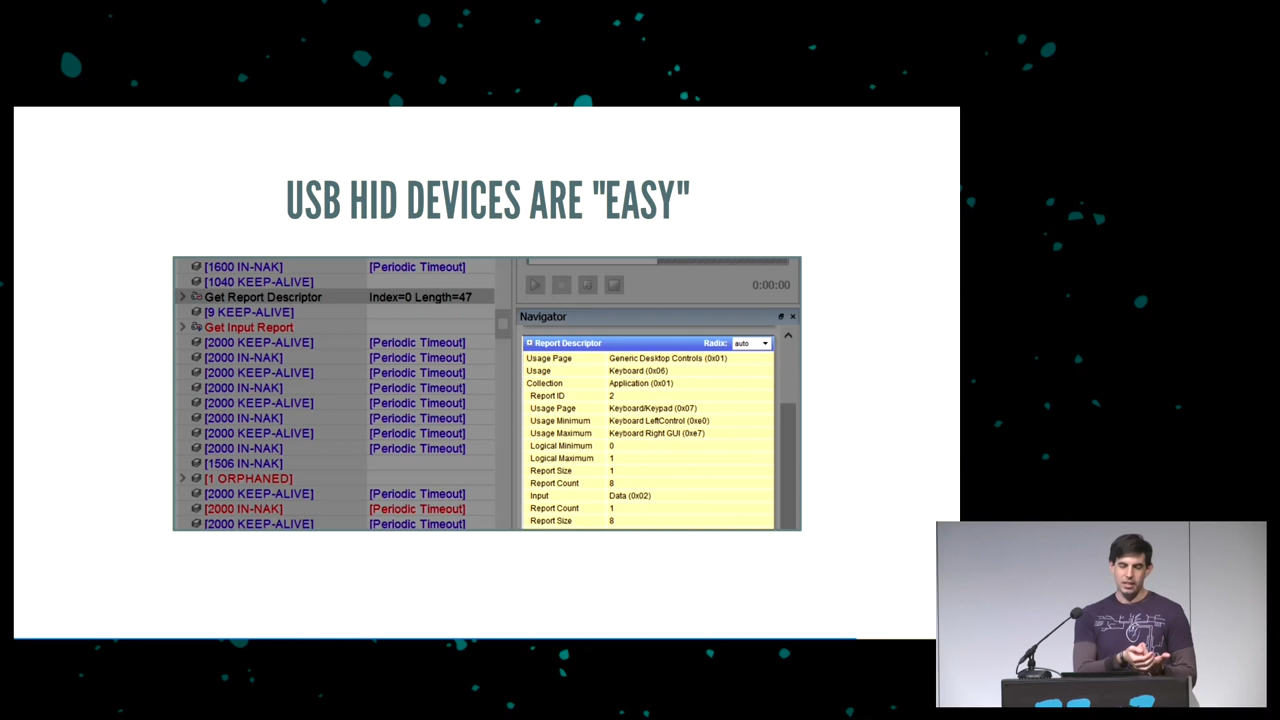 USB HID DEVICES ARE "EASY"
[1600 IN-NAK] [Periodic Timeout]
[1040 KEEP-ALIVE]
Get Report Descriptor Index=0 Length=47
[9 KEEP-ALIVE]
Get Input Report
[2000 KEEP-ALIVE] [Periodic Timeout]
[2000 IN-NAK] [Periodic Timeout]
[2000 KEEP-ALIVE] [Periodic Timeout]
[2000 IN-NAK] [Periodic Timeout]
[2000 KEEP-ALIVE] [Periodic Timeout]
[2000 IN-NAK] [Periodic Timeout]
[2000 KEEP-ALIVE] [Periodic Timeout]
[2000 IN-NAK] [Periodic Timeout]
[1506 IN-NAK]
[1 ORPHANED]
[2000 KEEP-ALIVE] [Periodic Timeout]
[2000 IN-NAK] [Periodic Timeout]
[2000 KEEP-ALIVE] [Periodic Timeout]
0:00:00
Navigator
Report Descriptor Radix: auto
Usage Page Generic Desktop Controls (0x01)
Usage Keyboard (0x06)
Collection Application (0x01)
Report ID 2
Usage Page Keyboard/Keypad (0x07)
Usage Minimum Keyboard LeftControl (0xe0)
Usage Maximum Keyboard Right GUI (0xe7)
Logical Minimum 0
Logical Maximum 1
Report Size 1
Report Count 8
Input Data (0x02)
Report Count 1
Report Size 8